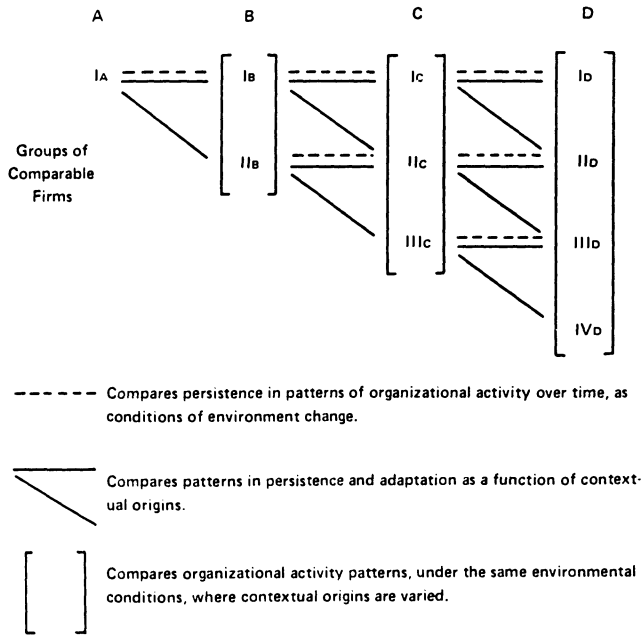 A B C D
IA IB IC ID
Groups of
Comparable
Firms
IIB IIC IID
IIIC IIID
IVD
Compares persistence in patterns of organizational activity over time, as
conditions of environment change.
Compares patterns in persistence and adaptation as a function of context-
ual origins.
Compares organizational activity patterns, under the same environmental
conditions, where contextual origins are varied.